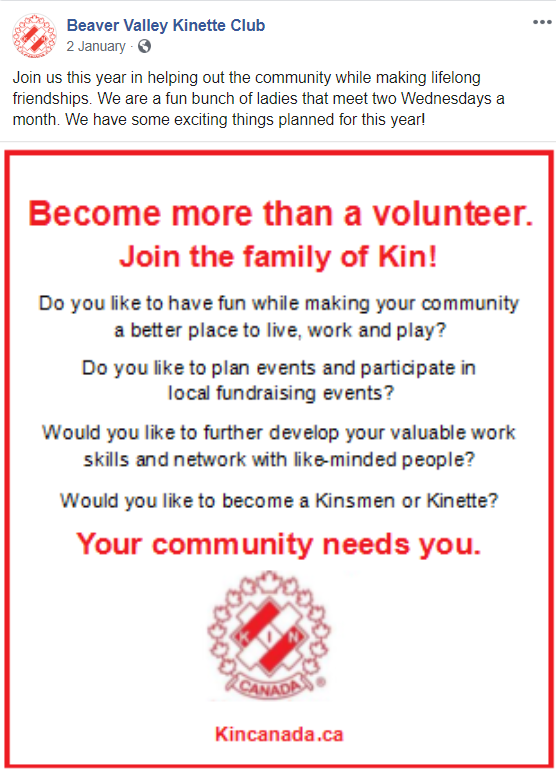 Beaver Valley Kinette Club
2 January
Join us this year in helping out the community while making lifelong
friendships. We are a fun bunch of ladies that meet two Wednesdays a
month. We have some exciting things planned for this year!
Become more than a volunteer.
Join the family of Kin!
Do you like to have fun while making your community
a better place to live, work and play?
Do you like to plan events and participate in
local fundraising events?
Would you like to further develop your valuable work
skills and network with like-minded people?
Would you like to become a Kinsmen or Kinette?
Your community needs you.
KIN
CANADA
®
Kincanada.ca